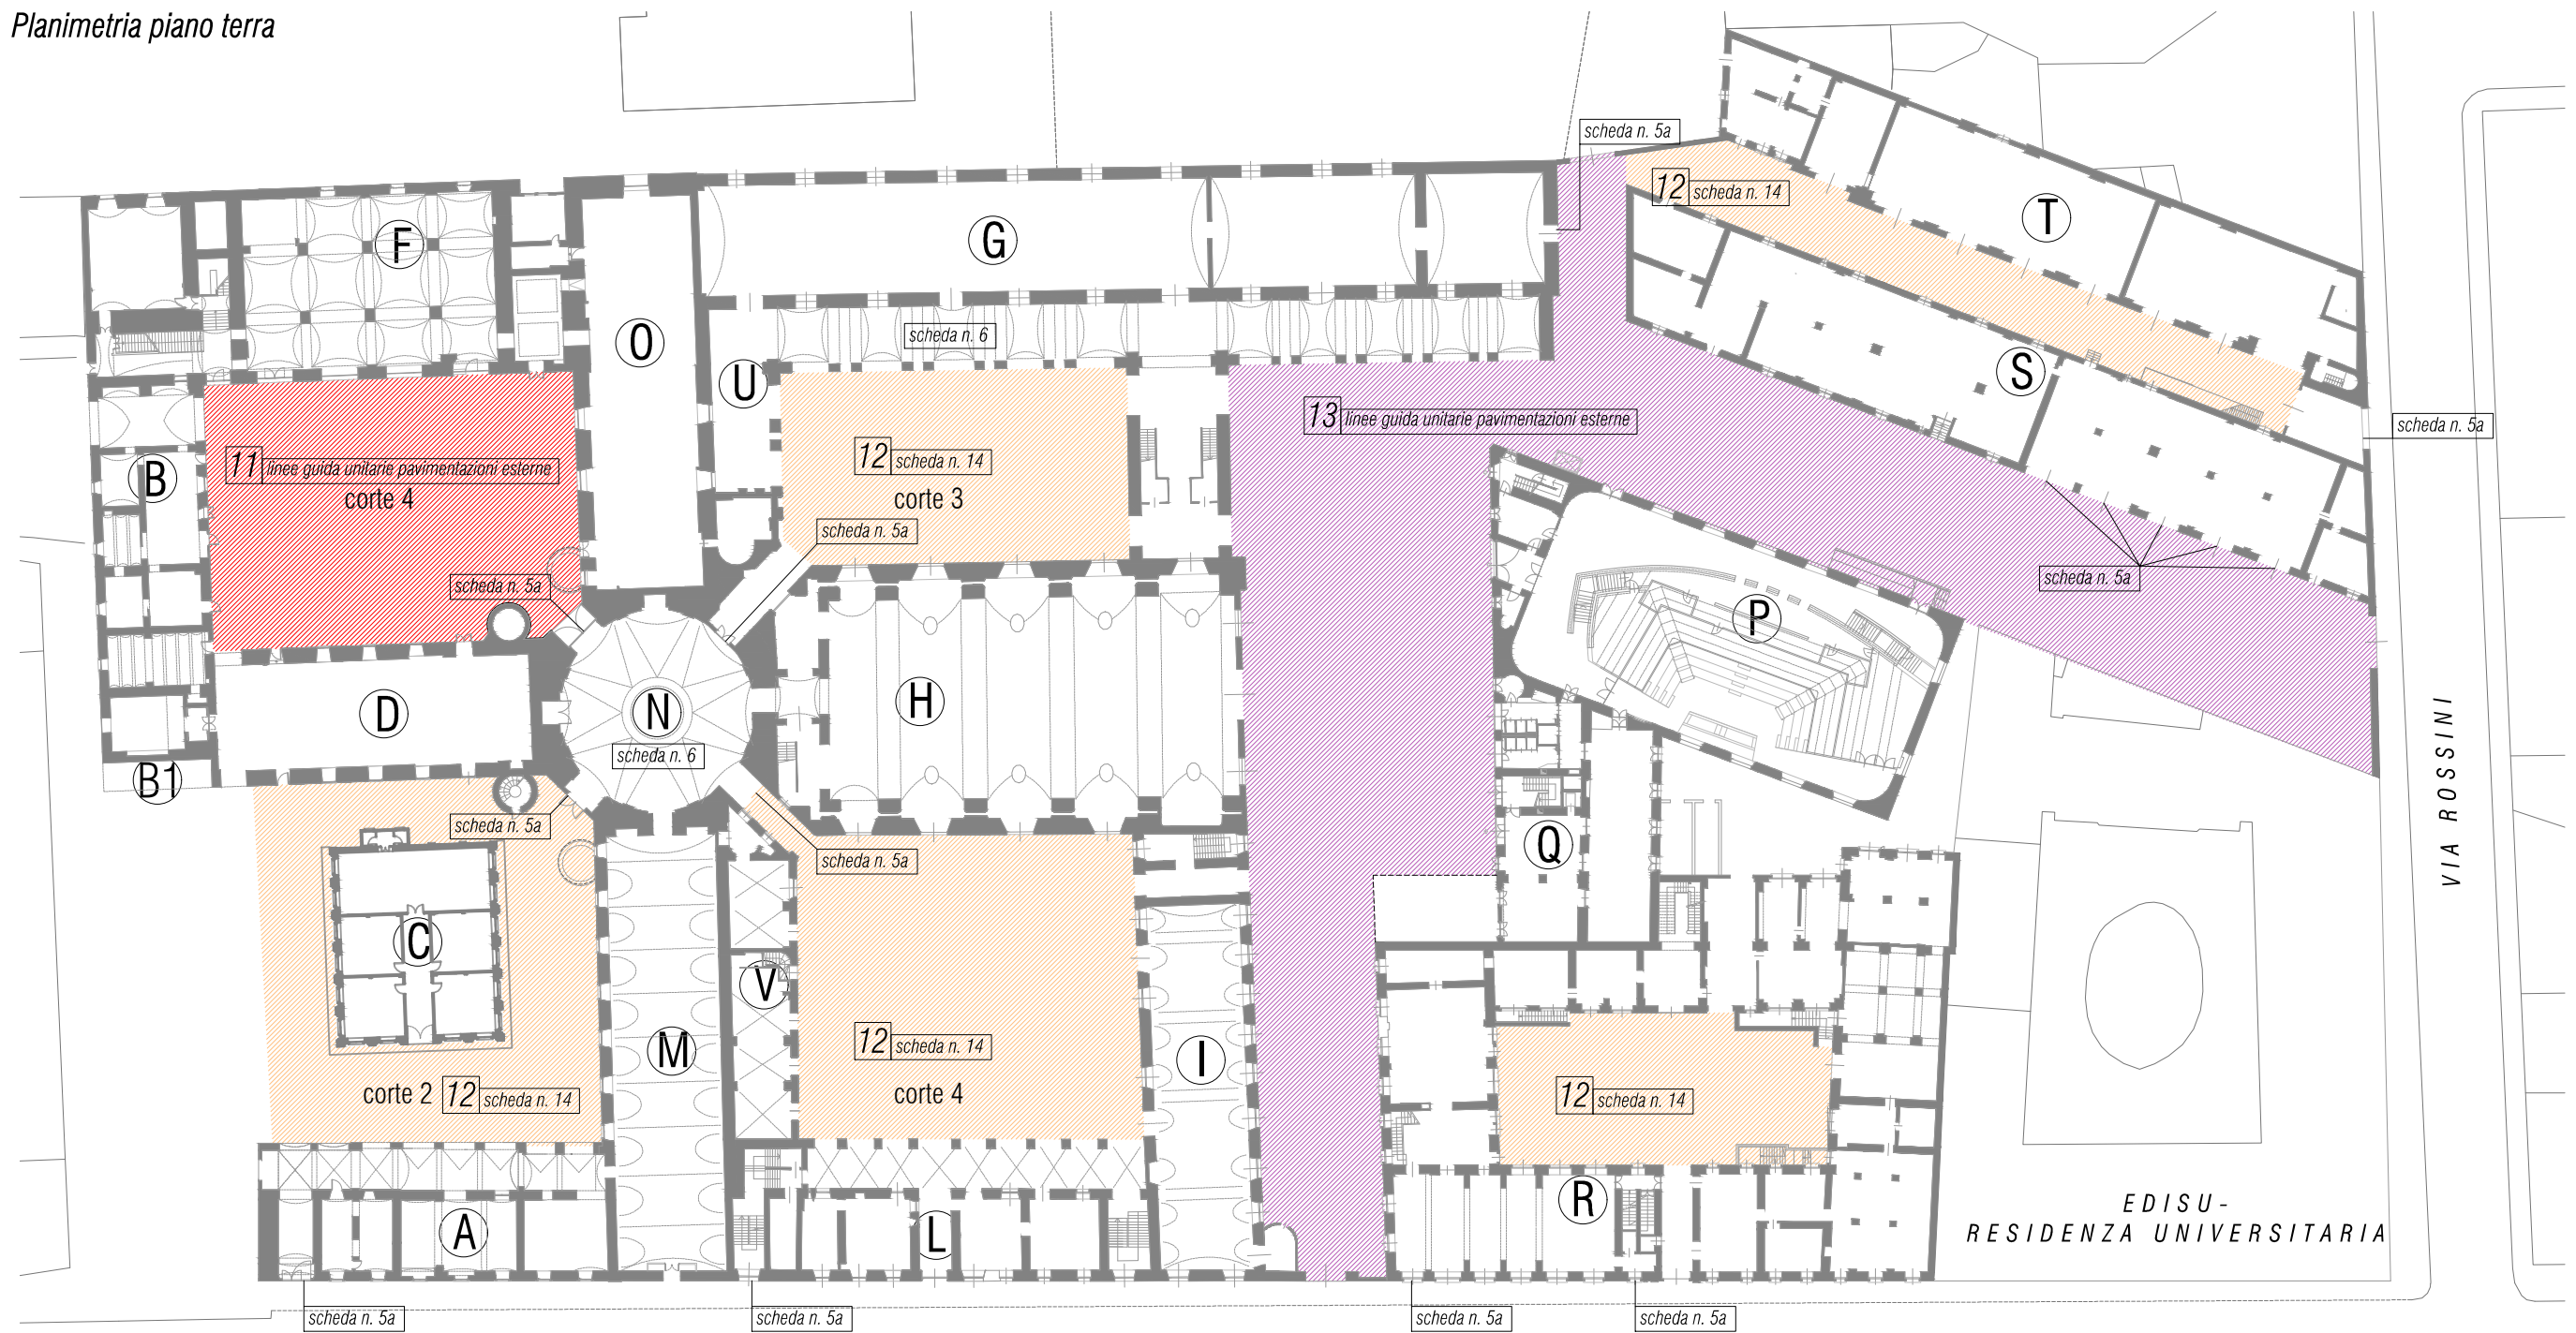 Planimetria piano terra
scheda n. 5a
12 scheda n. 14
T
F
G
O
scheda n. 6
U
S
13 linee guida unitarie pavimentazioni esterne
scheda n. 5a
B
11 linee guida unitarie pavimentazioni esterne
corte 4
12 scheda n. 14
corte 3
scheda n. 5a
scheda n. 5a
scheda n. 5a
P
D
N
H
scheda n. 6
B1
VIA ROSSINI
scheda n. 5a
scheda n. 5a
Q
C
V
M
12 scheda n. 14
I
corte 2 12 scheda n. 14
corte 4
12 scheda n. 14
A
L
R
EDISU-
RESIDENZA UNIVERSITARIA
scheda n. 5a
scheda n. 5a
scheda n. 5a
scheda n. 5a